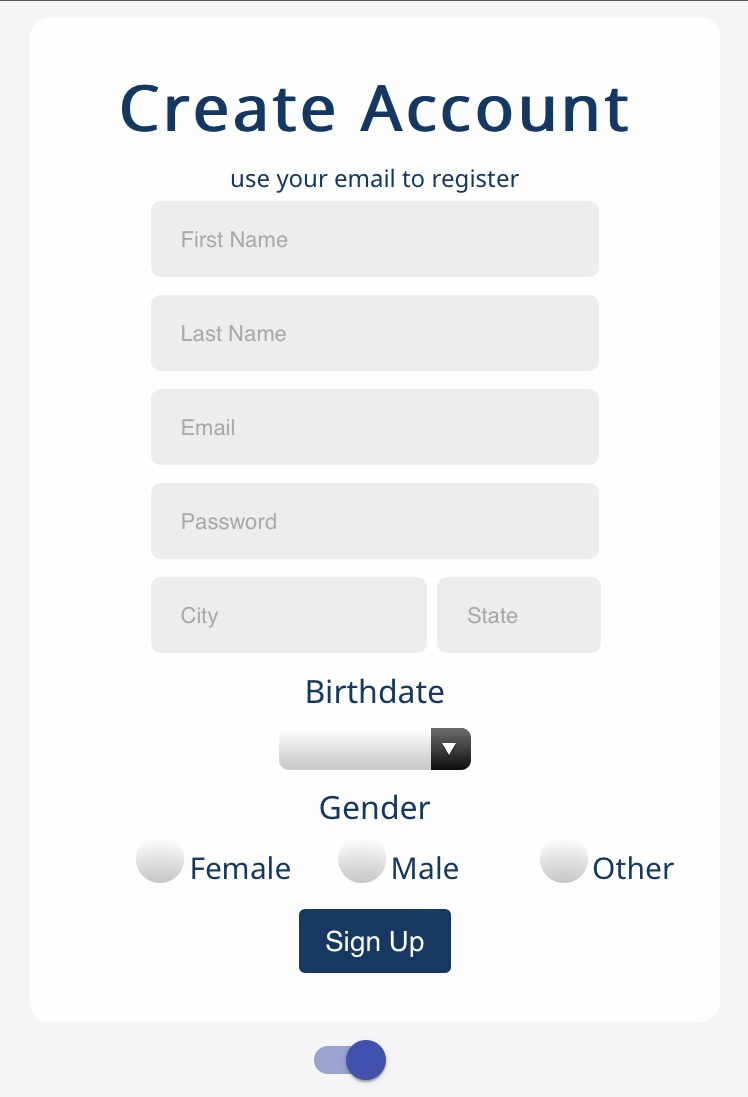 Create Account
use your email to register
First Name
Last Name
Email
Password
City State
Birthdate
Gender
Female Male Other
Sign Up